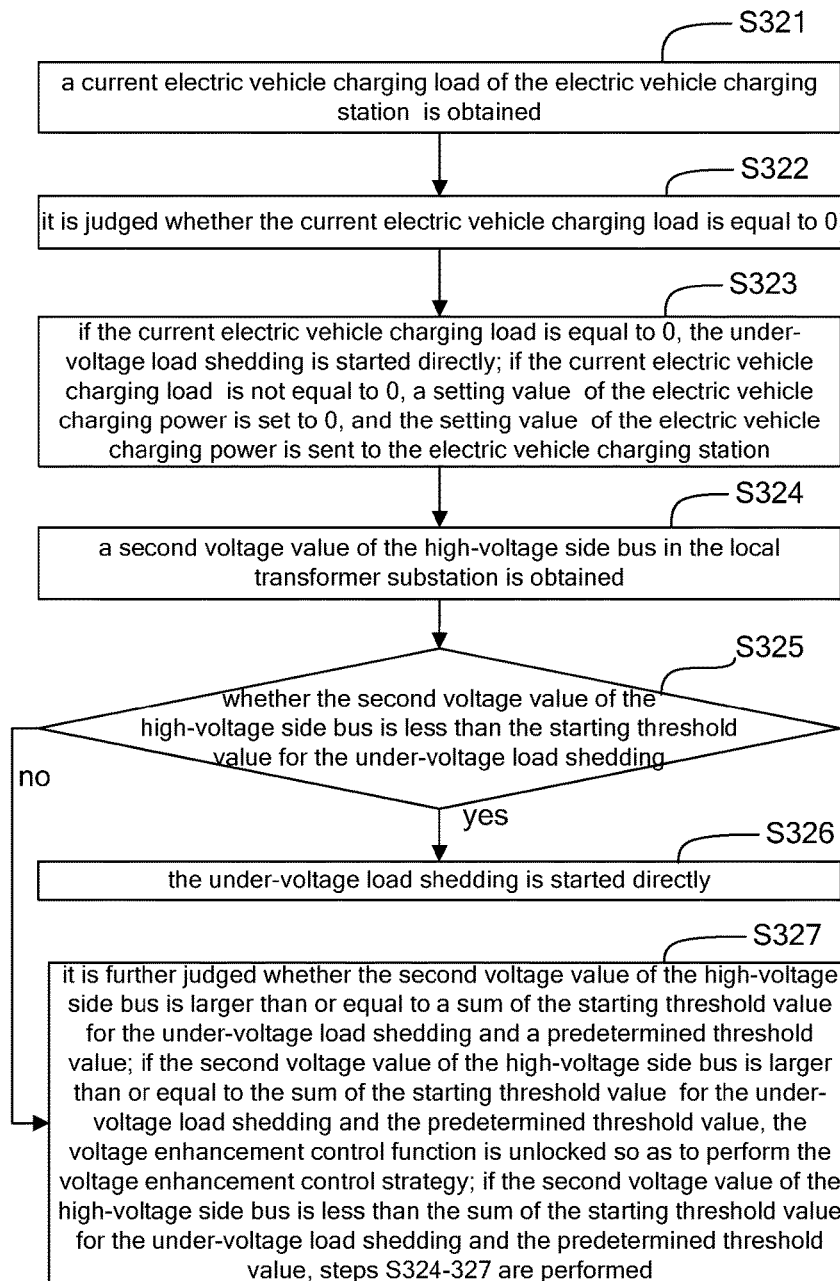 S321
a current electric vehicle charging load of the electric vehicle charging
station is obtained
S322
it is judged whether the current electric vehicle charging load is equal to 0
S323
if the current electric vehicle charging load is equal to 0, the under-
voltage load shedding is started directly; if the current electric vehicle
charging load is not equal to 0, a setting value of the electric vehicle
charging power is set to 0, and the setting value of the electric vehicle
charging power is sent to the electric vehicle charging station
S324
a second voltage value of the high-voltage side bus in the local
transformer substation is obtained
S325
whether the second voltage value of the
high-voltage side bus is less than the starting threshold
value for the under-voltage load shedding
no
yes
S326
the under-voltage load shedding is started directly
S327
it is further judged whether the second voltage value of the high-voltage
side bus is larger than or equal to a sum of the starting threshold value
for the under-voltage load shedding and a predetermined threshold
value; if the second voltage value of the high-voltage side bus is larger
than or equal to the sum of the starting threshold value for the under-
voltage load shedding and the predetermined threshold value, the
voltage enhancement control function is unlocked so as to perform the
voltage enhancement control strategy; if the second voltage value of the
high-voltage side bus is less than the sum of the starting threshold value
for the under-voltage load shedding and the predetermined threshold
value, steps S324-327 are performed